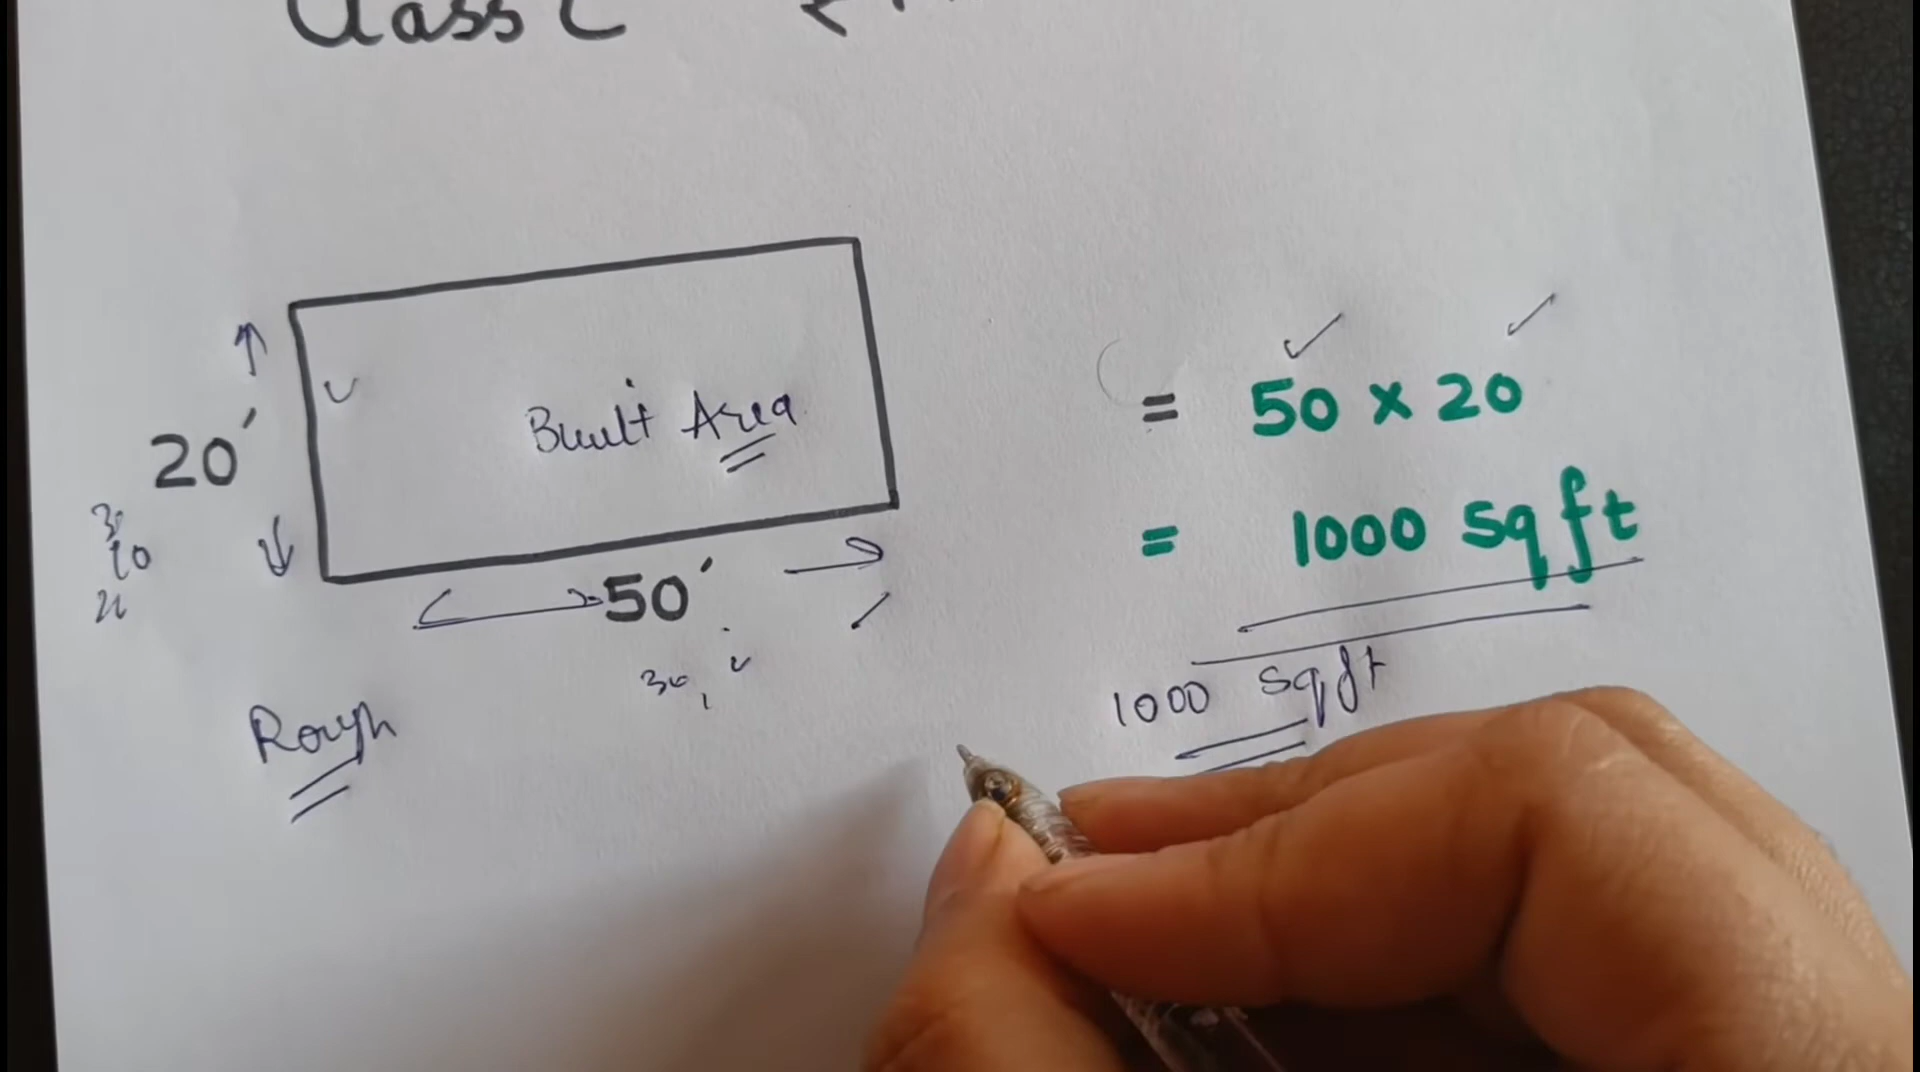 Class C
Built Area
20'
50'
= 50 x 20
= 1000 Sqft
1000 Sqft
Rough